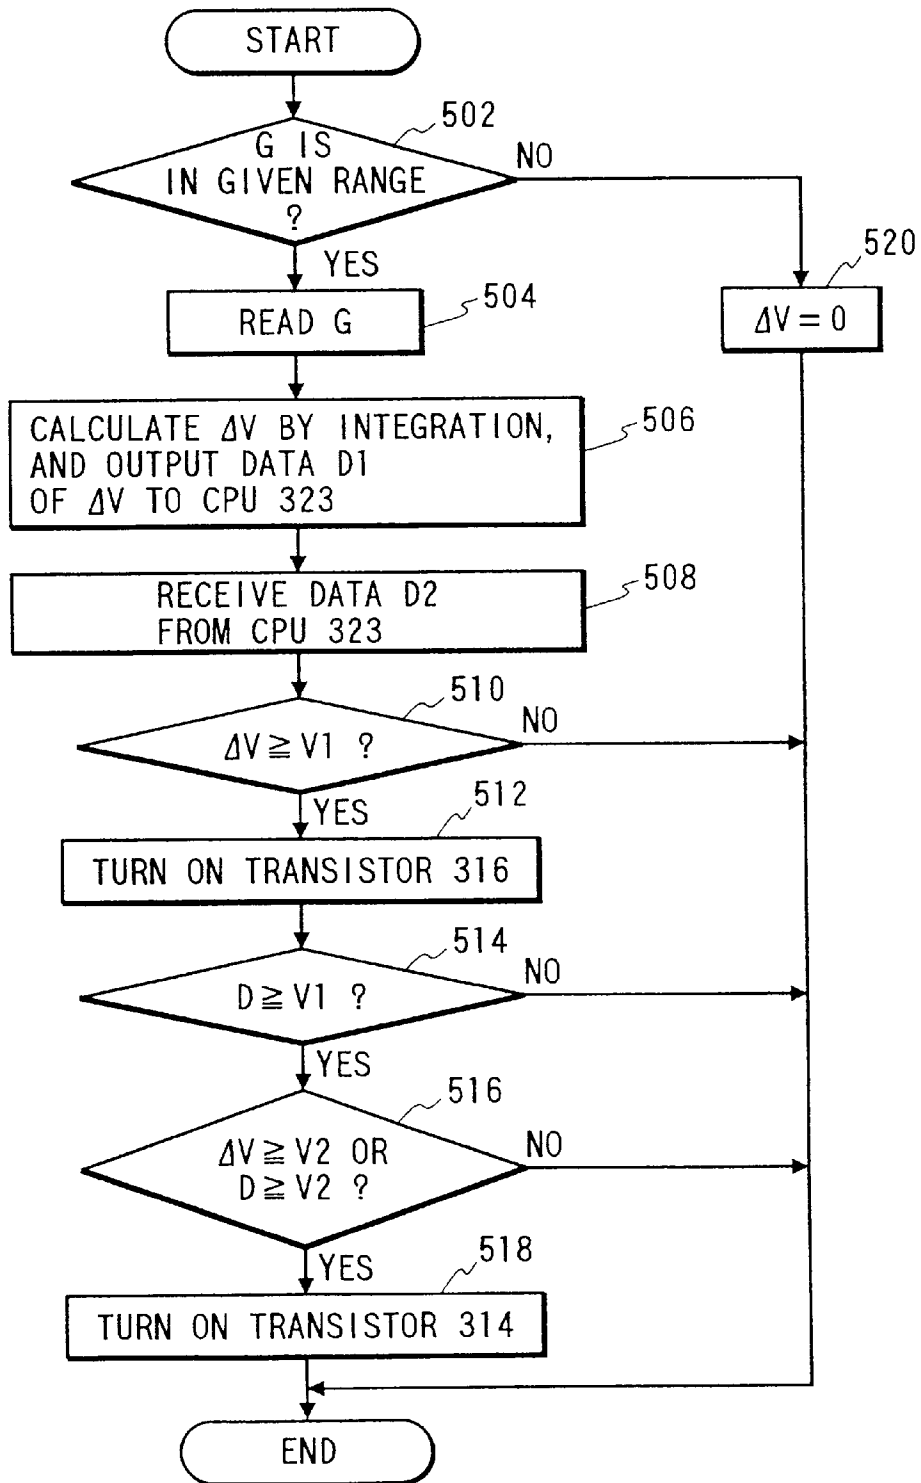 START
502
G IS
IN GIVEN RANGE
?
NO
YES
520
ΔV = 0
504
READ G
506
CALCULATE ΔV BY INTEGRATION,
AND OUTPUT DATA D1
OF ΔV TO CPU 323
508
RECEIVE DATA D2
FROM CPU 323
510
ΔV ≧ V1 ?
NO
YES
512
TURN ON TRANSISTOR 316
514
D ≧ V1 ?
NO
YES
516
ΔV ≧ V2 OR
D ≧ V2 ?
NO
YES
518
TURN ON TRANSISTOR 314
END